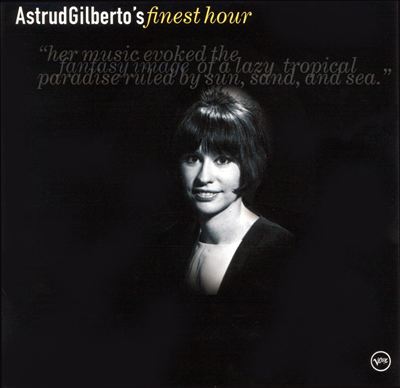 AstrudGilberto's finest hour
“her music evoked the
fantasy image of a lazy tropical
paradise ruled by sun, sand, and sea.”
Verve